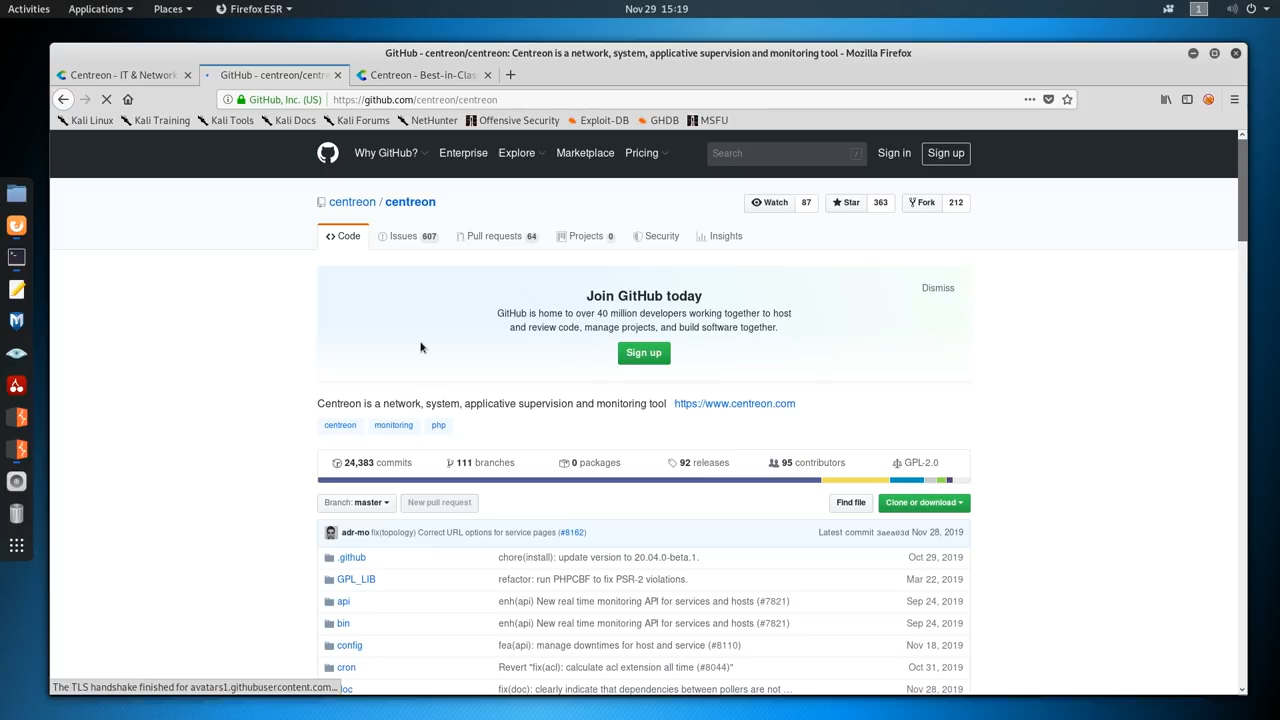 Activities Applications Places Firefox ESR Nov 29 15:19 1
GitHub - centreon/centreon: Centreon is a network, system, applicative supervision and monitoring tool - Mozilla Firefox
Centreon - IT & Network GitHub - centreon/centre Centreon - Best-in-Clas
GitHub, Inc. (US) https://github.com/centreon/centreon
Kali Linux Kali Training Kali Tools Kali Docs Kali Forums NetHunter Offensive Security Exploit-DB GHDB MSFU
Why GitHub? Enterprise Explore Marketplace Pricing Search / Sign in Sign up
centreon / centreon Watch 87 Star 363 Fork 212
Code Issues 607 Pull requests 64 Projects 0 Security Insights
Join GitHub today Dismiss
GitHub is home to over 40 million developers working together to host
and review code, manage projects, and build software together.
Sign up
Centreon is a network, system, applicative supervision and monitoring tool https://www.centreon.com
centreon monitoring php
24,383 commits 111 branches 0 packages 92 releases 95 contributors GPL-2.0
Branch: master New pull request Find file Clone or download
adr-mo fix(topology) Correct URL options for service pages (#8162) Latest commit 3aea03d Nov 28, 2019
.github chore(install): update version to 20.04.0-beta.1. Oct 29, 2019
GPL_LIB refactor: run PHPCBF to fix PSR-2 violations. Mar 22, 2019
api enh(api) New real time monitoring API for services and hosts (#7821) Sep 24, 2019
bin enh(api) New real time monitoring API for services and hosts (#7821) Sep 24, 2019
config fea(api): manage downtimes for host and service (#8110) Nov 18, 2019
cron Revert "fix(acl): calculate acl extension all time (#8044)" Oct 31, 2019
oc fix(doc): clearly indicate that dependencies between pollers are not … Nov 28, 2019
The TLS handshake finished for avatars1.githubusercontent.com...